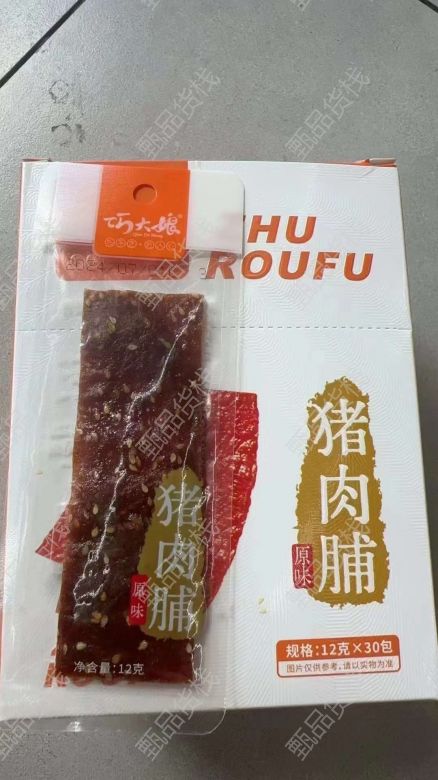 巧大娘
HU
ROUFU
猪肉脯
原味
猪肉脯
原味
净含量:12克
规格:12克×30包
图片仅供参考,请以实物为准
甄品货栈